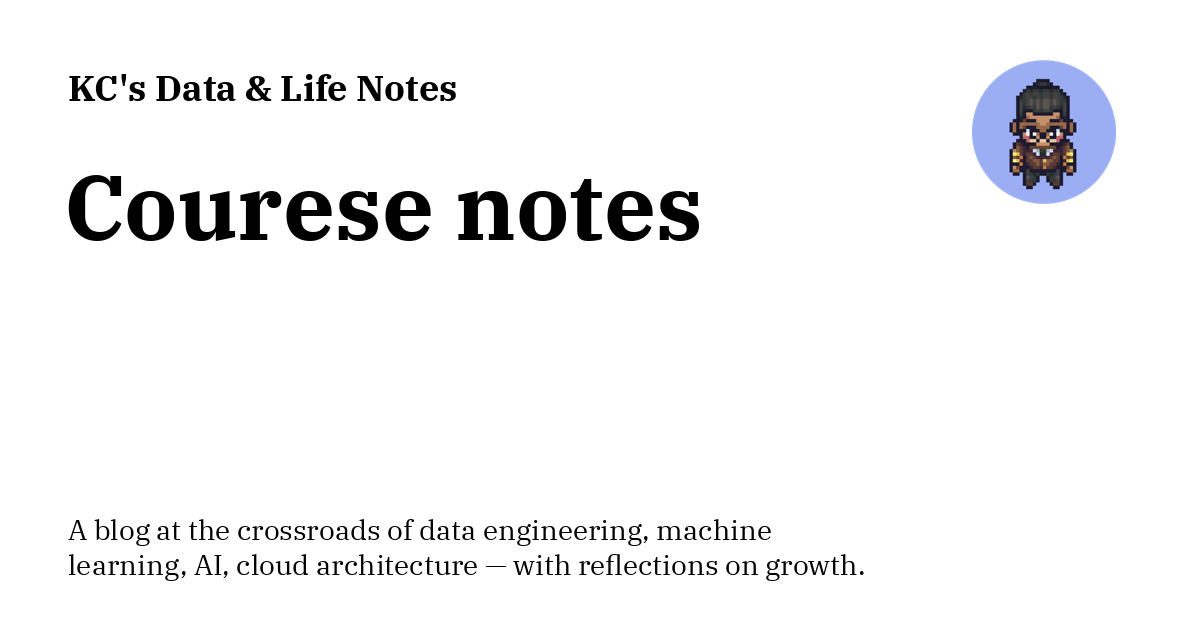 KC's Data & Life Notes
Courese notes
A blog at the crossroads of data engineering, machine
learning, AI, cloud architecture — with reflections on growth.